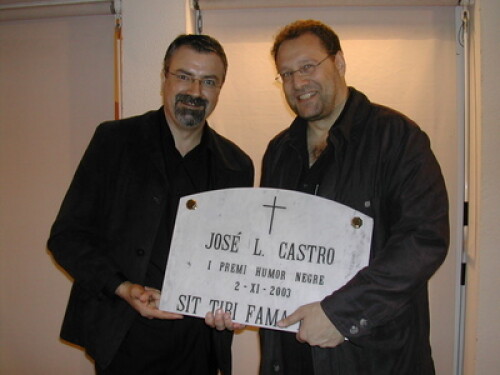 JOSÉ L. CASTRO
I PREMI HUMOR NEGRE
2-XI-2003
SIT TIBI FAMA